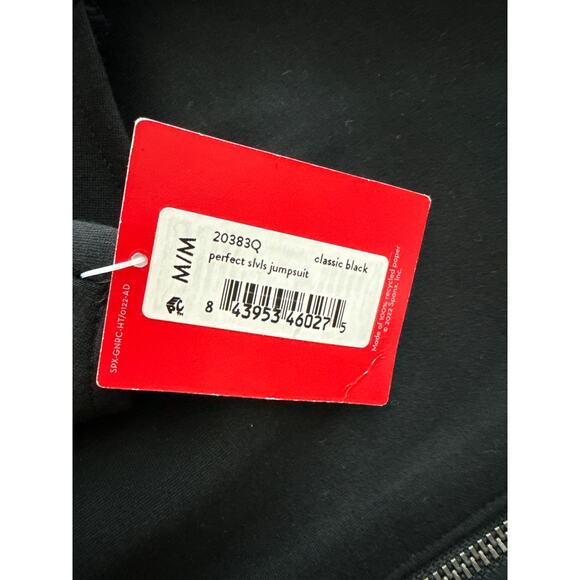 M/M
20383Q
classic black
perfect slvls jumpsuit
8 43953 46027 5
Made of 100% recycled paper
© 2022 Spanx, Inc.
SPX-GNRC-HT/0122-AD